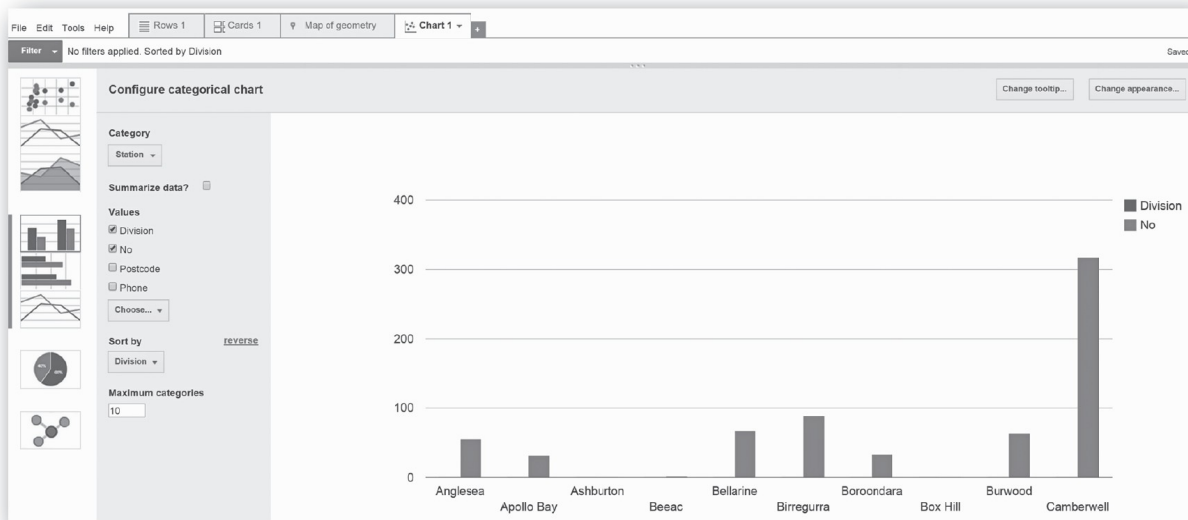 File Edit Tools Help
Rows 1
Cards 1
Map of geometry
Chart 1
+
Filter
No filters applied. Sorted by Division
Saved
Configure categorical chart
Change tooltip...
Change appearance...
Category
Station
Summarize data?
Values
Division
No
Postcode
Phone
Choose...
Sort by reverse
Division
Maximum categories
10
400
300
200
100
0
Anglesea
Apollo Bay
Ashburton
Beeac
Bellarine
Birregurra
Boroondara
Box Hill
Burwood
Camberwell
Division
No